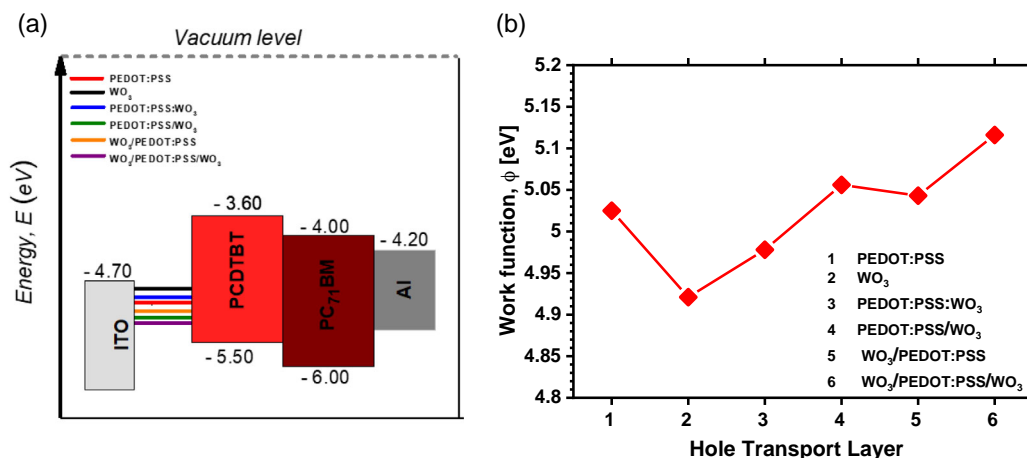 (a)
Vacuum level
PEDOT:PSS
WO₃
PEDOT:PSS:WO₃
PEDOT:PSS/WO₃
WO₃/PEDOT:PSS
WO₃/PEDOT:PSS/WO₃
Energy, E (eV)
- 3.60
- 4.00
- 4.20
- 4.70
ITO
PCDTBT
PC₇₁BM
Al
- 5.50
- 6.00
(b)
5.2
5.15
5.1
5.05
5
4.95
4.9
4.85
4.8
Work function, ϕ [eV]
1 PEDOT:PSS
2 WO₃
3 PEDOT:PSS:WO₃
4 PEDOT:PSS/WO₃
5 WO₃/PEDOT:PSS
6 WO₃/PEDOT:PSS/WO₃
1 2 3 4 5 6
Hole Transport Layer